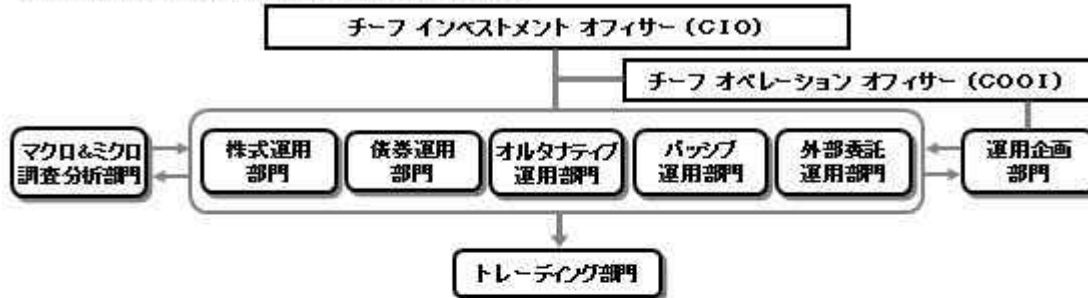 チーフ インベストメント オフィサー (CIO)
チーフ オペレーション オフィサー (COOI)
マクロ&ミクロ
調査分析部門
株式運用
部門
債券運用
部門
オルタナティブ
運用部門
パッシブ
運用部門
外部委託
運用部門
運用企画
部門
トレーディング部門